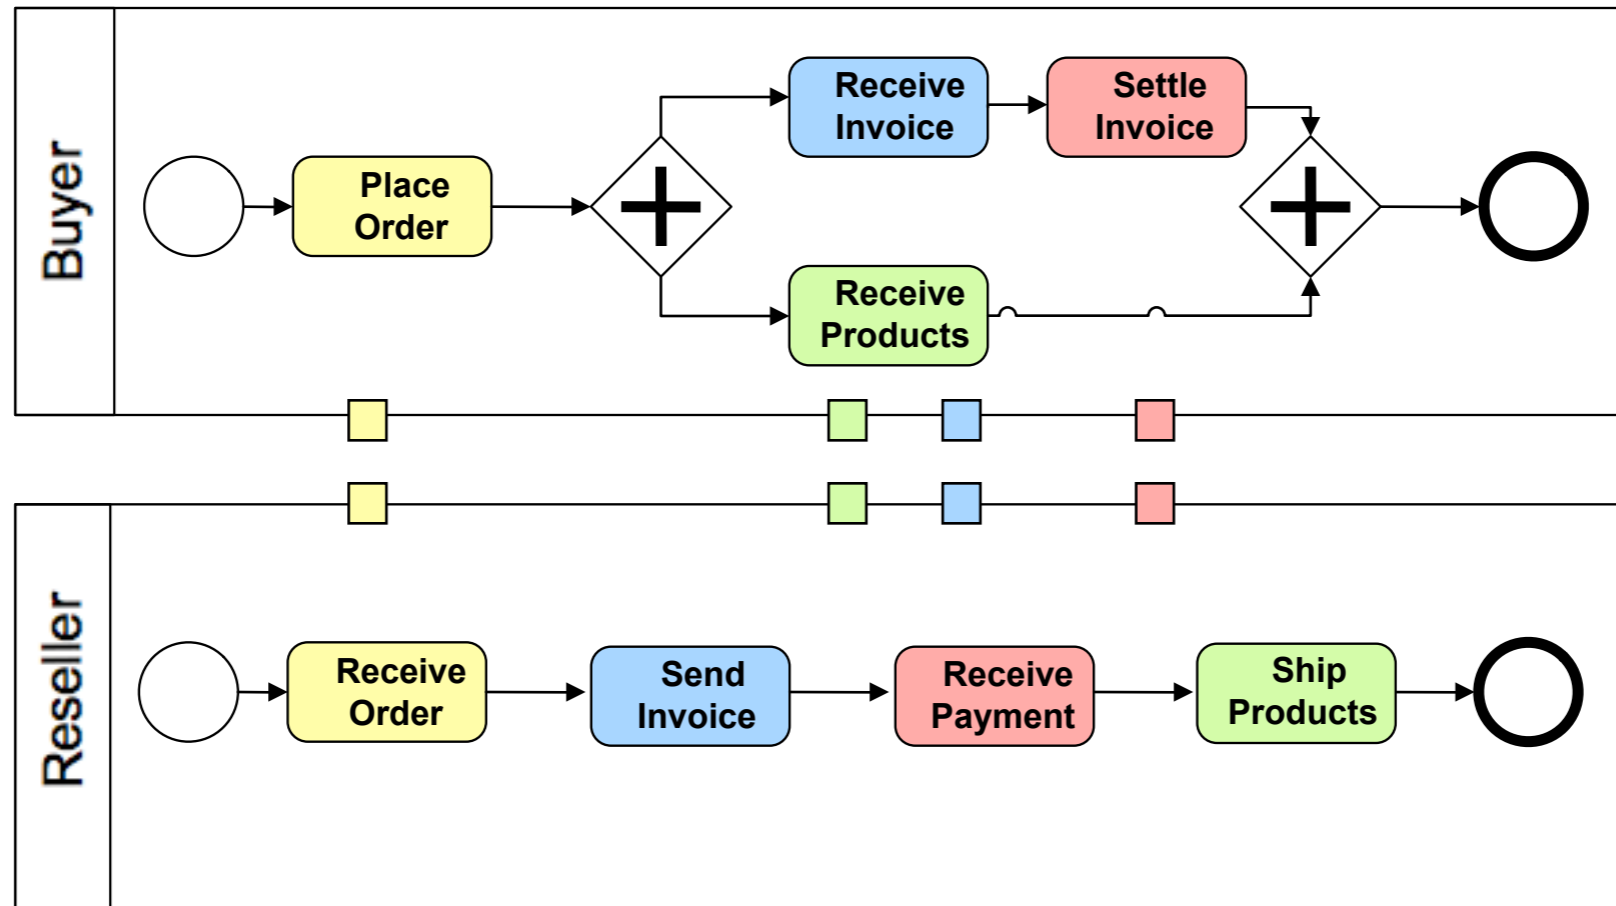 Buyer
Place
Order
Receive
Invoice
Settle
Invoice
Receive
Products
Reseller
Receive
Order
Send
Invoice
Receive
Payment
Ship
Products